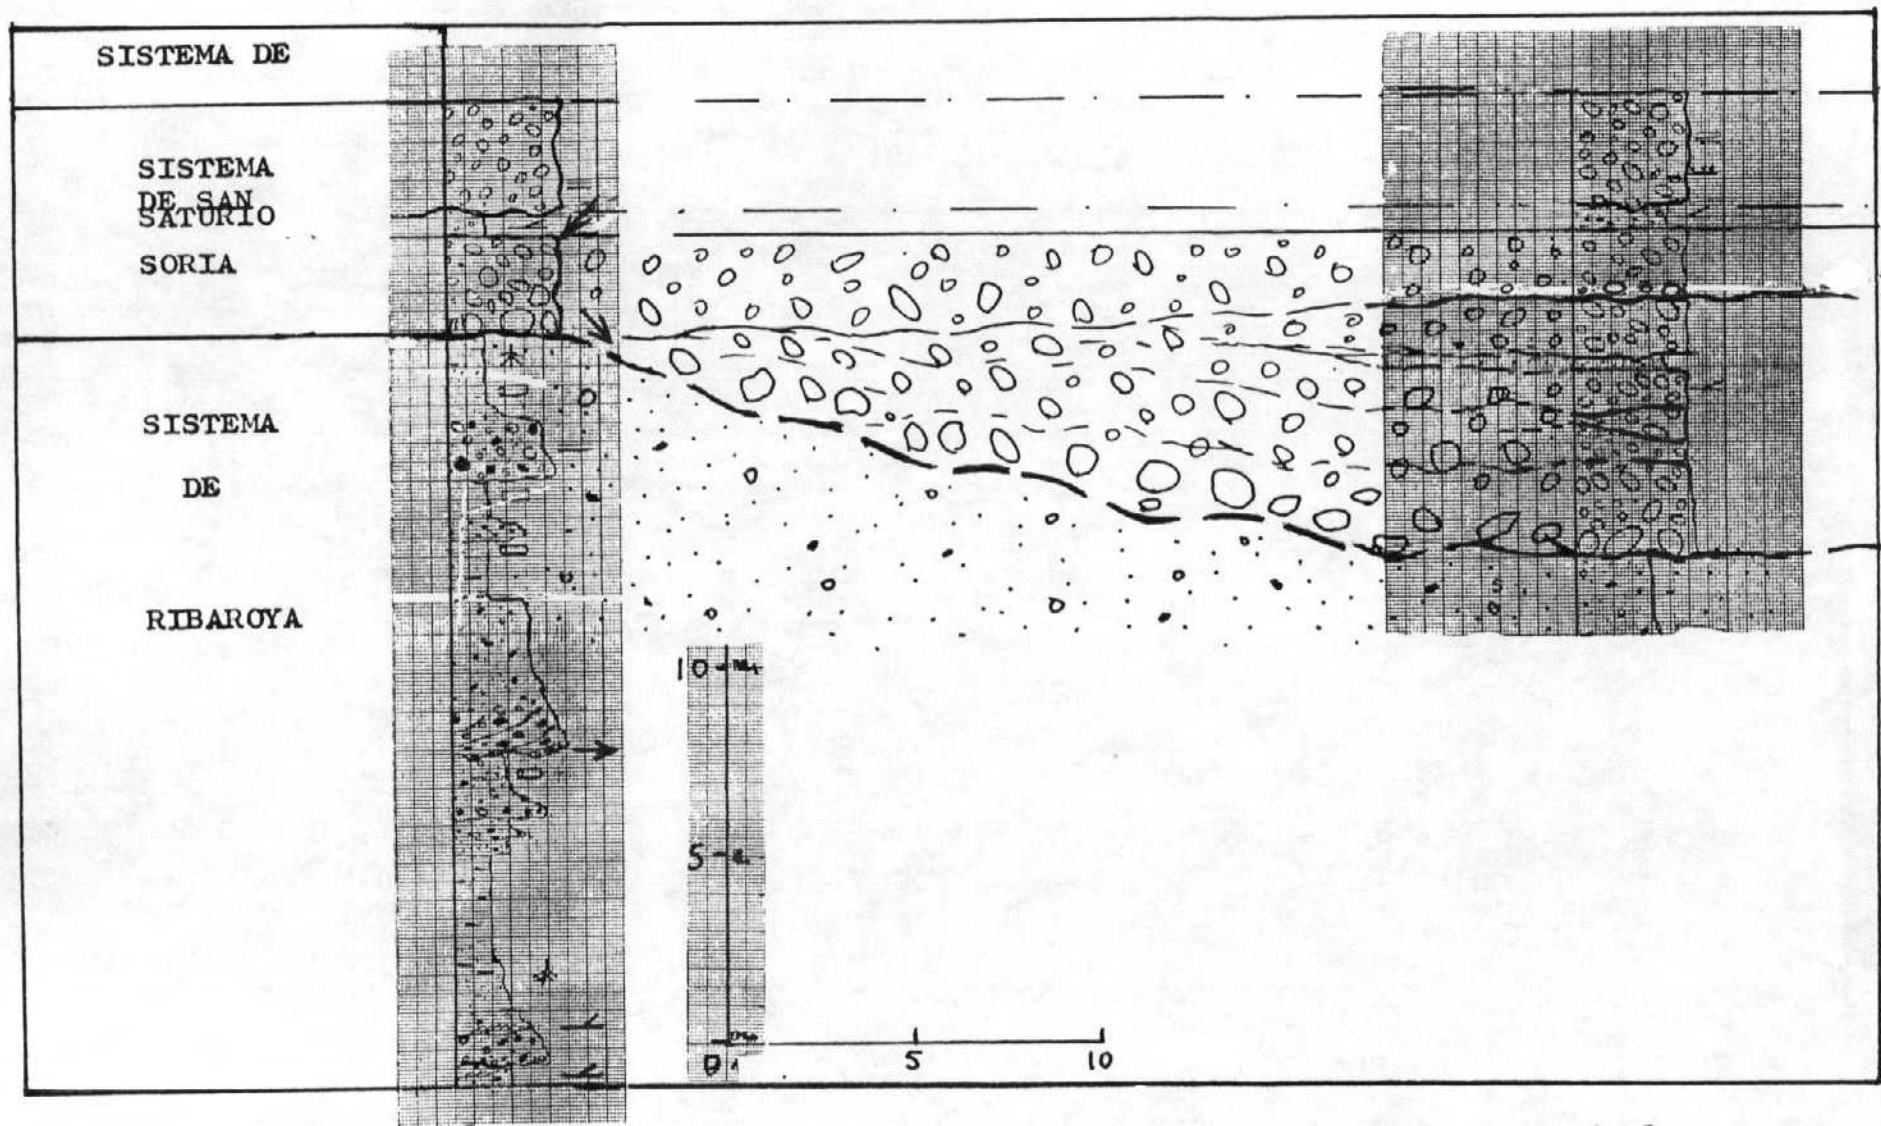 SISTEMA DE
SISTEMA
DE SAN
SATURIO
SORIA
SISTEMA
DE
RIBAROYA
10 m
5
0
5
10